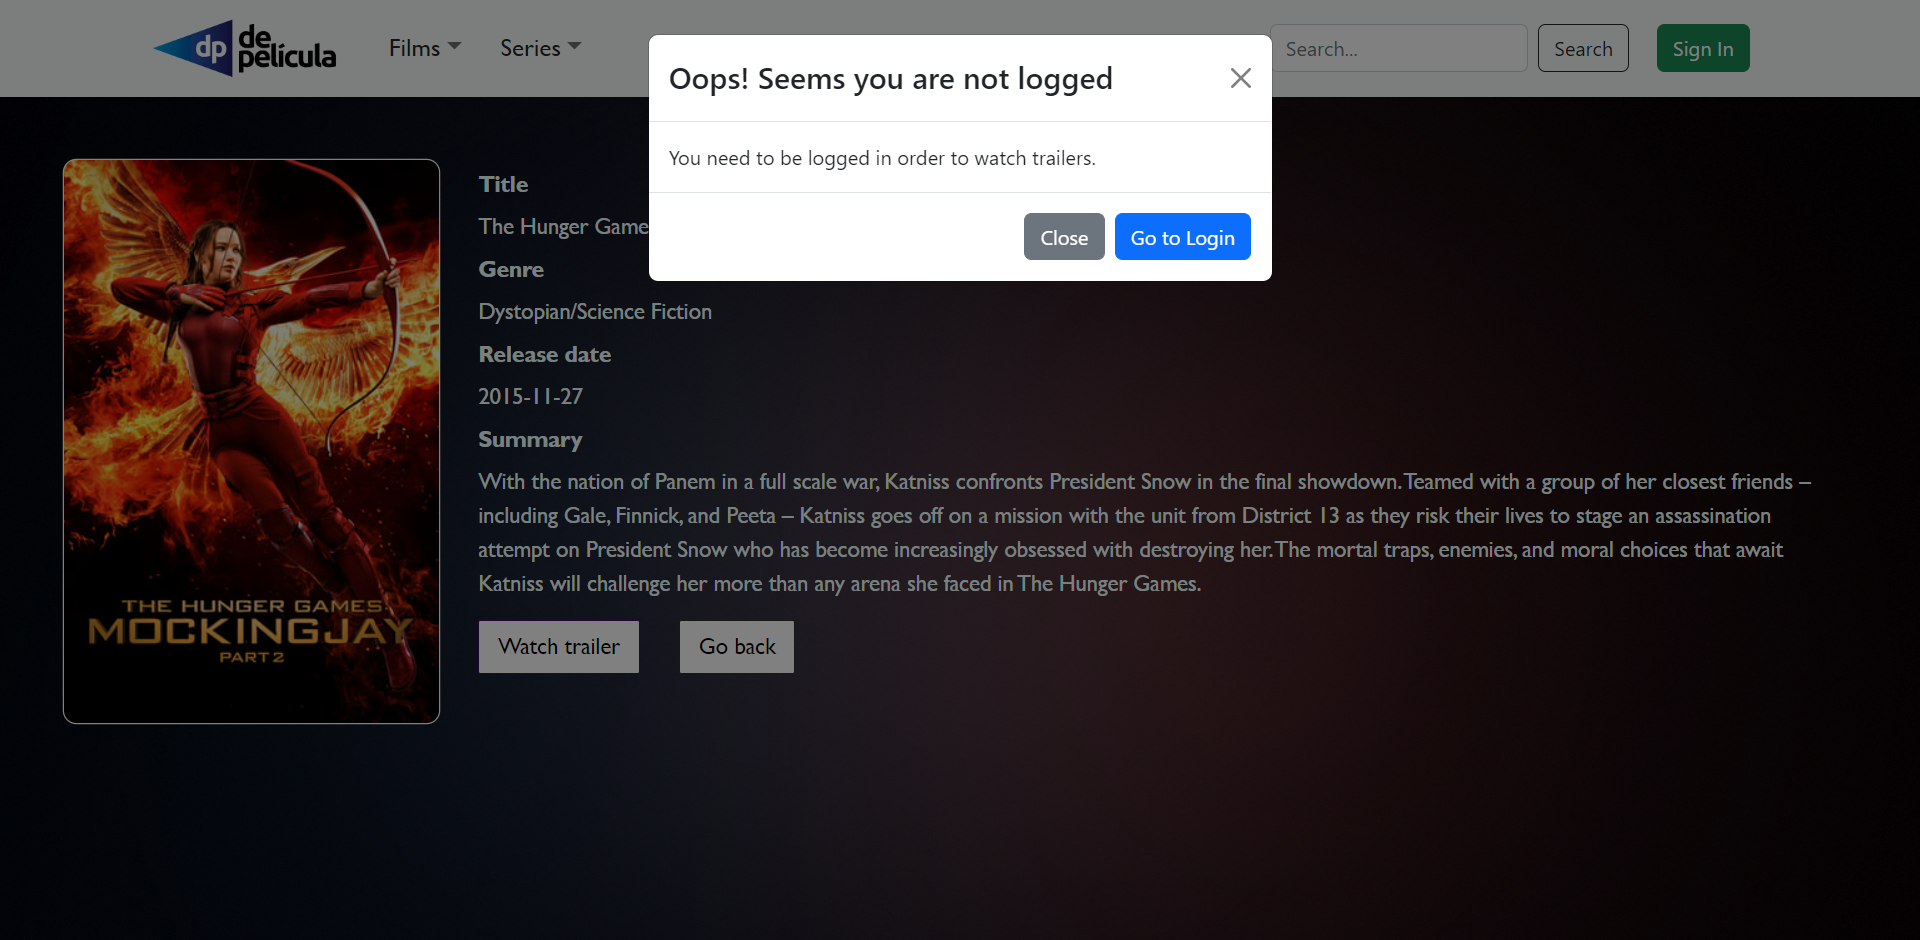 dp de película
Films
Series
Search...
Search
Sign In
Oops! Seems you are not logged
You need to be logged in order to watch trailers.
Close
Go to Login
THE HUNGER GAMES:
MOCKINGJAY
PART 2
Title
The Hunger Game
Genre
Dystopian/Science Fiction
Release date
2015-11-27
Summary
With the nation of Panem in a full scale war, Katniss confronts President Snow in the final showdown. Teamed with a group of her closest friends –
including Gale, Finnick, and Peeta – Katniss goes off on a mission with the unit from District 13 as they risk their lives to stage an assassination
attempt on President Snow who has become increasingly obsessed with destroying her. The mortal traps, enemies, and moral choices that await
Katniss will challenge her more than any arena she faced in The Hunger Games.
Watch trailer
Go back